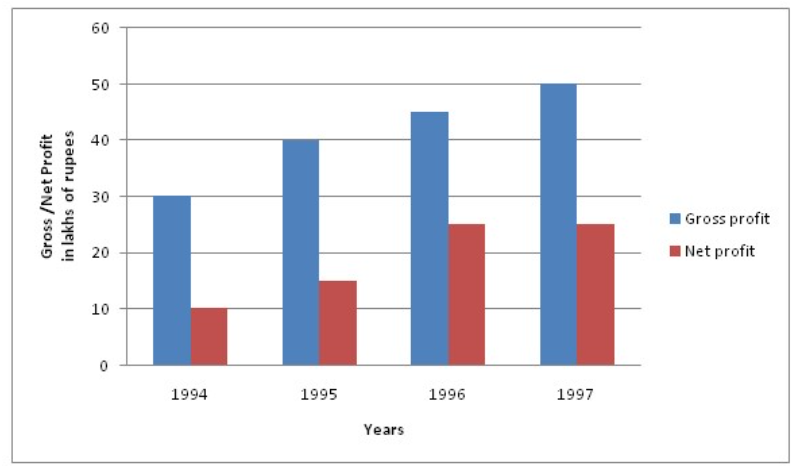 60
50
40
30
20
10
0
Gross /Net Profit
in lakhs of rupees
1994 1995 1996 1997
Years
Gross profit
Net profit